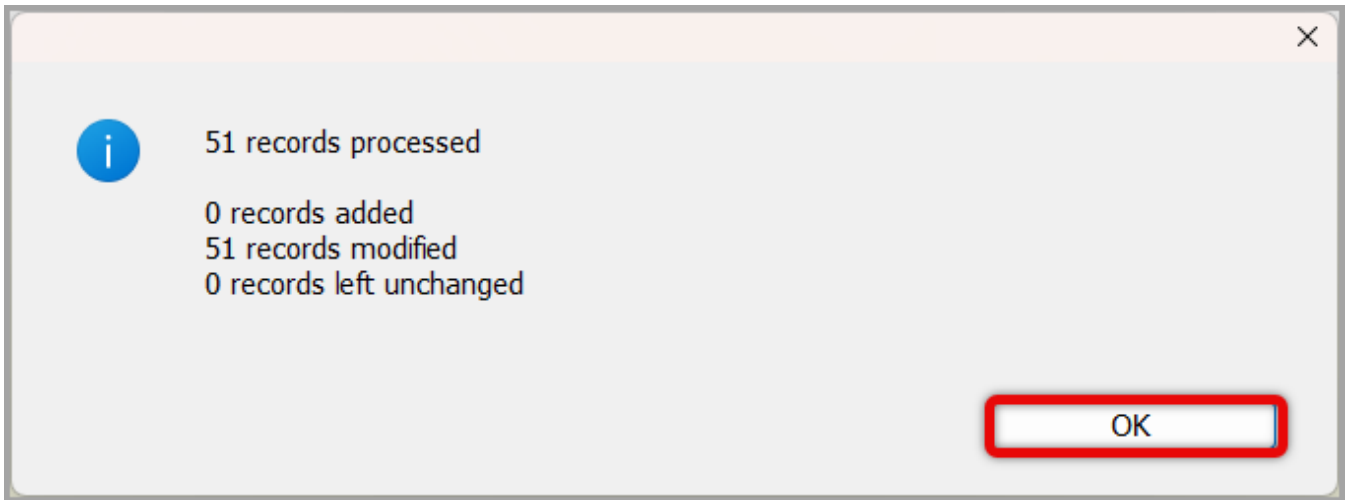 51 records processed
0 records added
51 records modified
0 records left unchanged
OK